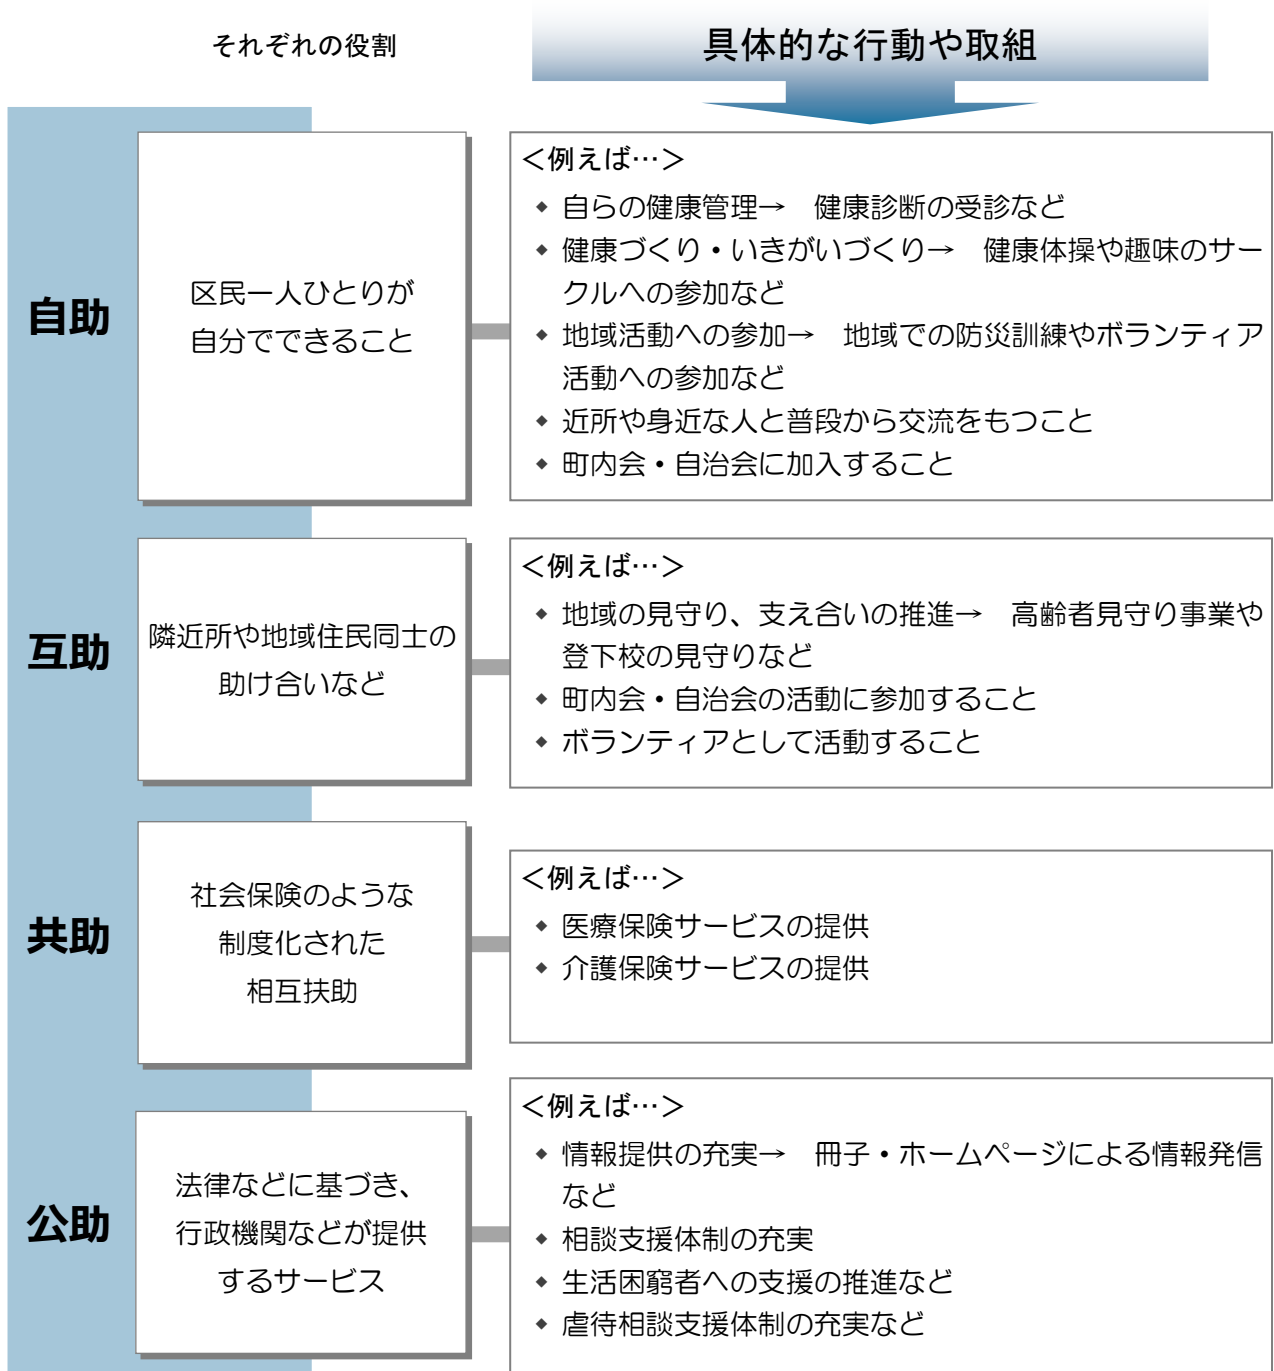 それぞれの役割
具体的な行動や取組
自助
区民一人ひとりが
自分でできること
＜例えば…＞
◆ 自らの健康管理→　健康診断の受診など
◆ 健康づくり・いきがいづくり→　健康体操や趣味のサー
クルへの参加など
◆ 地域活動への参加→　地域での防災訓練やボランティア
活動への参加など
◆ 近所や身近な人と普段から交流をもつこと
◆ 町内会・自治会に加入すること
互助
隣近所や地域住民同士の
助け合いなど
＜例えば…＞
◆ 地域の見守り、支え合いの推進→　高齢者見守り事業や
登下校の見守りなど
◆ 町内会・自治会の活動に参加すること
◆ ボランティアとして活動すること
共助
社会保険のような
制度化された
相互扶助
＜例えば…＞
◆ 医療保険サービスの提供
◆ 介護保険サービスの提供
公助
法律などに基づき、
行政機関などが提供
するサービス
＜例えば…＞
◆ 情報提供の充実→　冊子・ホームページによる情報発信
など
◆ 相談支援体制の充実
◆ 生活困窮者への支援の推進など
◆ 虐待相談支援体制の充実など